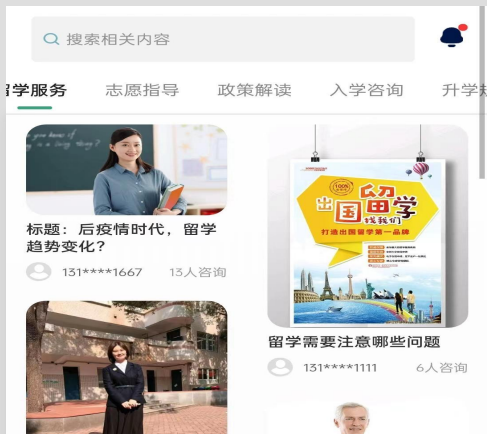 搜索相关内容
留学服务 志愿指导 政策解读 入学咨询 升学规
标题：后疫情时代，留学
趋势变化？
131****1667 13人咨询
100%
出国留学
找我们
打造出国留学第一品牌
留学需要注意哪些问题
131****1111 6人咨询